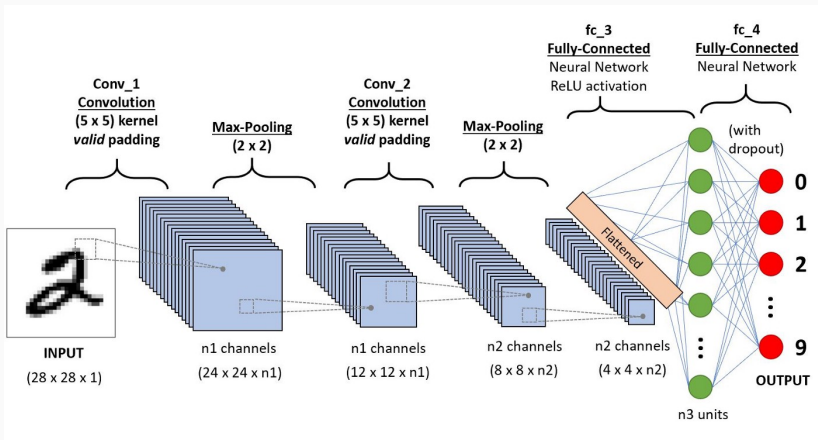 Conv_1
Convolution
(5 x 5) kernel
valid padding
Max-Pooling
(2 x 2)
Conv_2
Convolution
(5 x 5) kernel
valid padding
Max-Pooling
(2 x 2)
fc_3
Fully-Connected
Neural Network
ReLU activation
fc_4
Fully-Connected
Neural Network
(with
dropout)
INPUT
(28 x 28 x 1)
n1 channels
(24 x 24 x n1)
n1 channels
(12 x 12 x n1)
n2 channels
(8 x 8 x n2)
n2 channels
(4 x 4 x n2)
Flattened
n3 units
0
1
2
9
OUTPUT
2